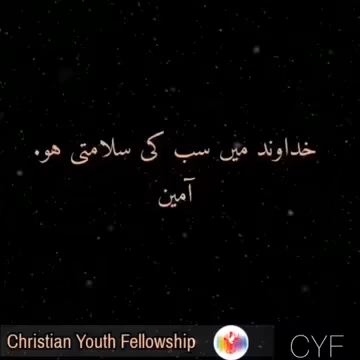 خداوند میں سب کی سلامتی ہو.
آمین
Christian Youth Fellowship
CYF